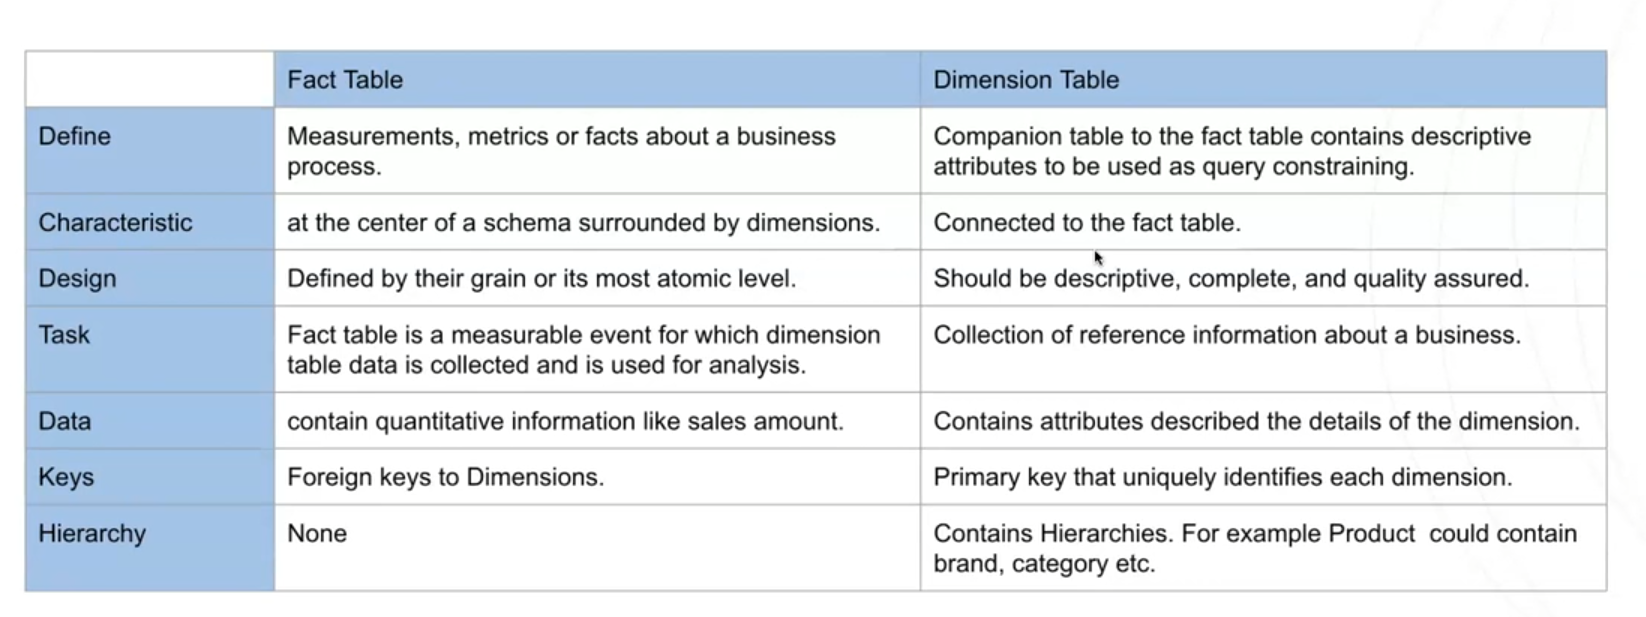 Fact Table
Dimension Table
Define
Measurements, metrics or facts about a business
process.
Companion table to the fact table contains descriptive
attributes to be used as query constraining.
Characteristic
at the center of a schema surrounded by dimensions.
Connected to the fact table.
Design
Defined by their grain or its most atomic level.
Should be descriptive, complete, and quality assured.
Task
Fact table is a measurable event for which dimension
table data is collected and is used for analysis.
Collection of reference information about a business.
Data
contain quantitative information like sales amount.
Contains attributes described the details of the dimension.
Keys
Foreign keys to Dimensions.
Primary key that uniquely identifies each dimension.
Hierarchy
None
Contains Hierarchies. For example Product  could contain
brand, category etc.